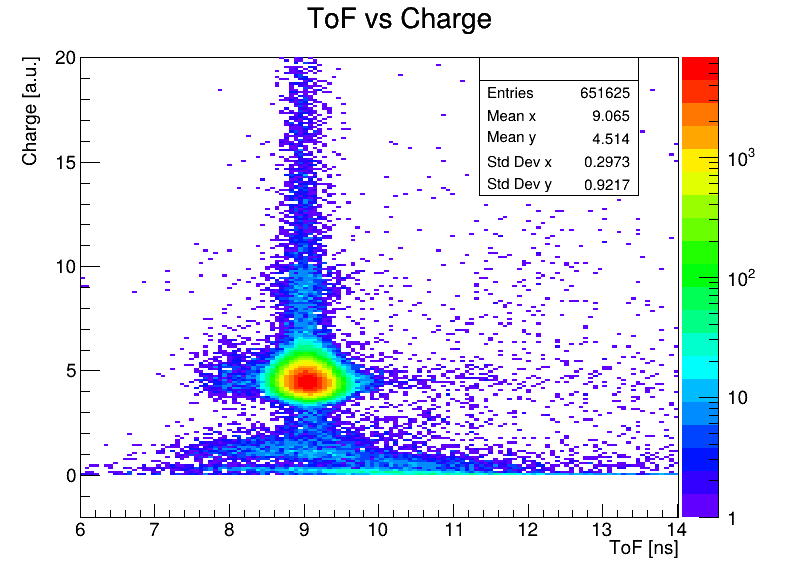 ToF vs Charge
Charge [a.u.]
20
15
10
5
0
6 7 8 9 10 11 12 13 14
ToF [ns]
Entries 651625
Mean x 9.065
Mean y 4.514
Std Dev x 0.2973
Std Dev y 0.9217
10³
10²
10
1